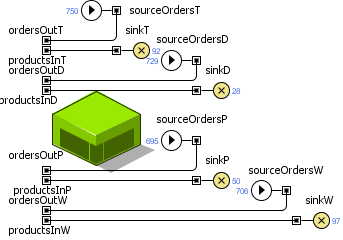 750 sourceOrdersT
ordersOutT sinkT
sourceOrdersD
productsInT 92
729
ordersOutD sinkD
productsInD 28
sourceOrdersP
695
ordersOutP sinkP
sourceOrdersW
productsInP 50
706
ordersOutW sinkW
productsInW 97